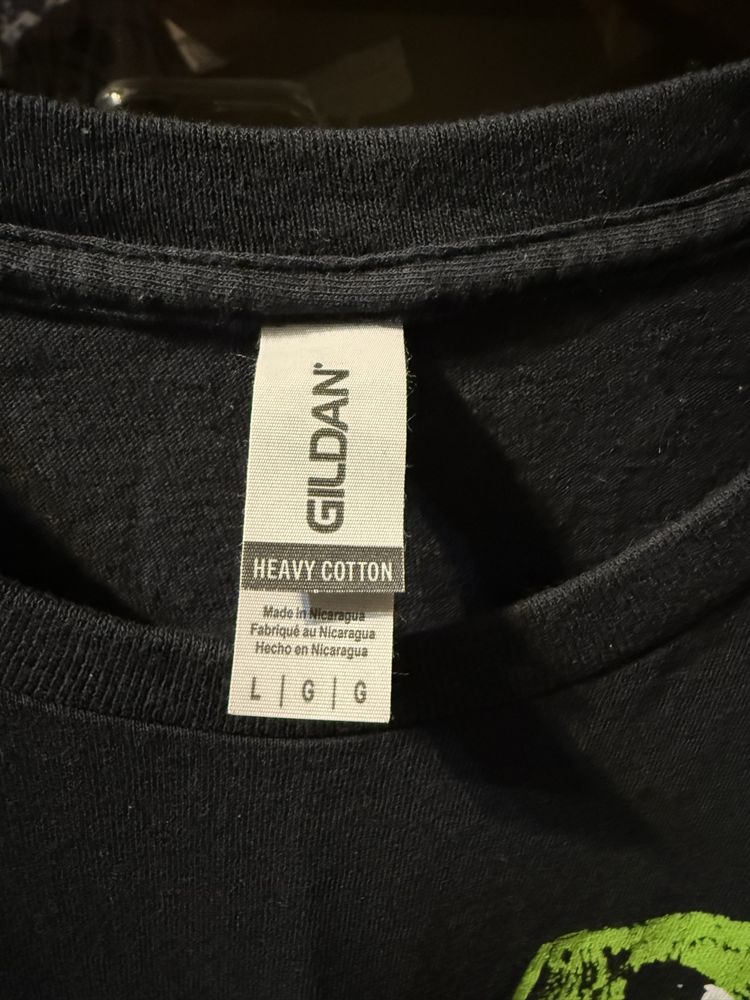 GILDAN
HEAVY COTTON
Made in Nicaragua
Fabriqué au Nicaragua
Hecho en Nicaragua
L | G | G